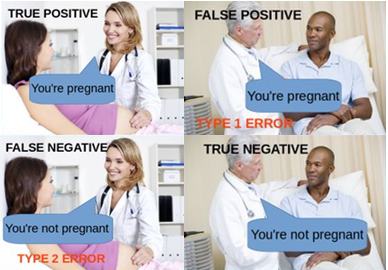 TRUE POSITIVE
You're pregnant
FALSE POSITIVE
You're pregnant
TYPE 1 ERROR
FALSE NEGATIVE
You're not pregnant
TYPE 2 ERROR
TRUE NEGATIVE
You're not pregnant